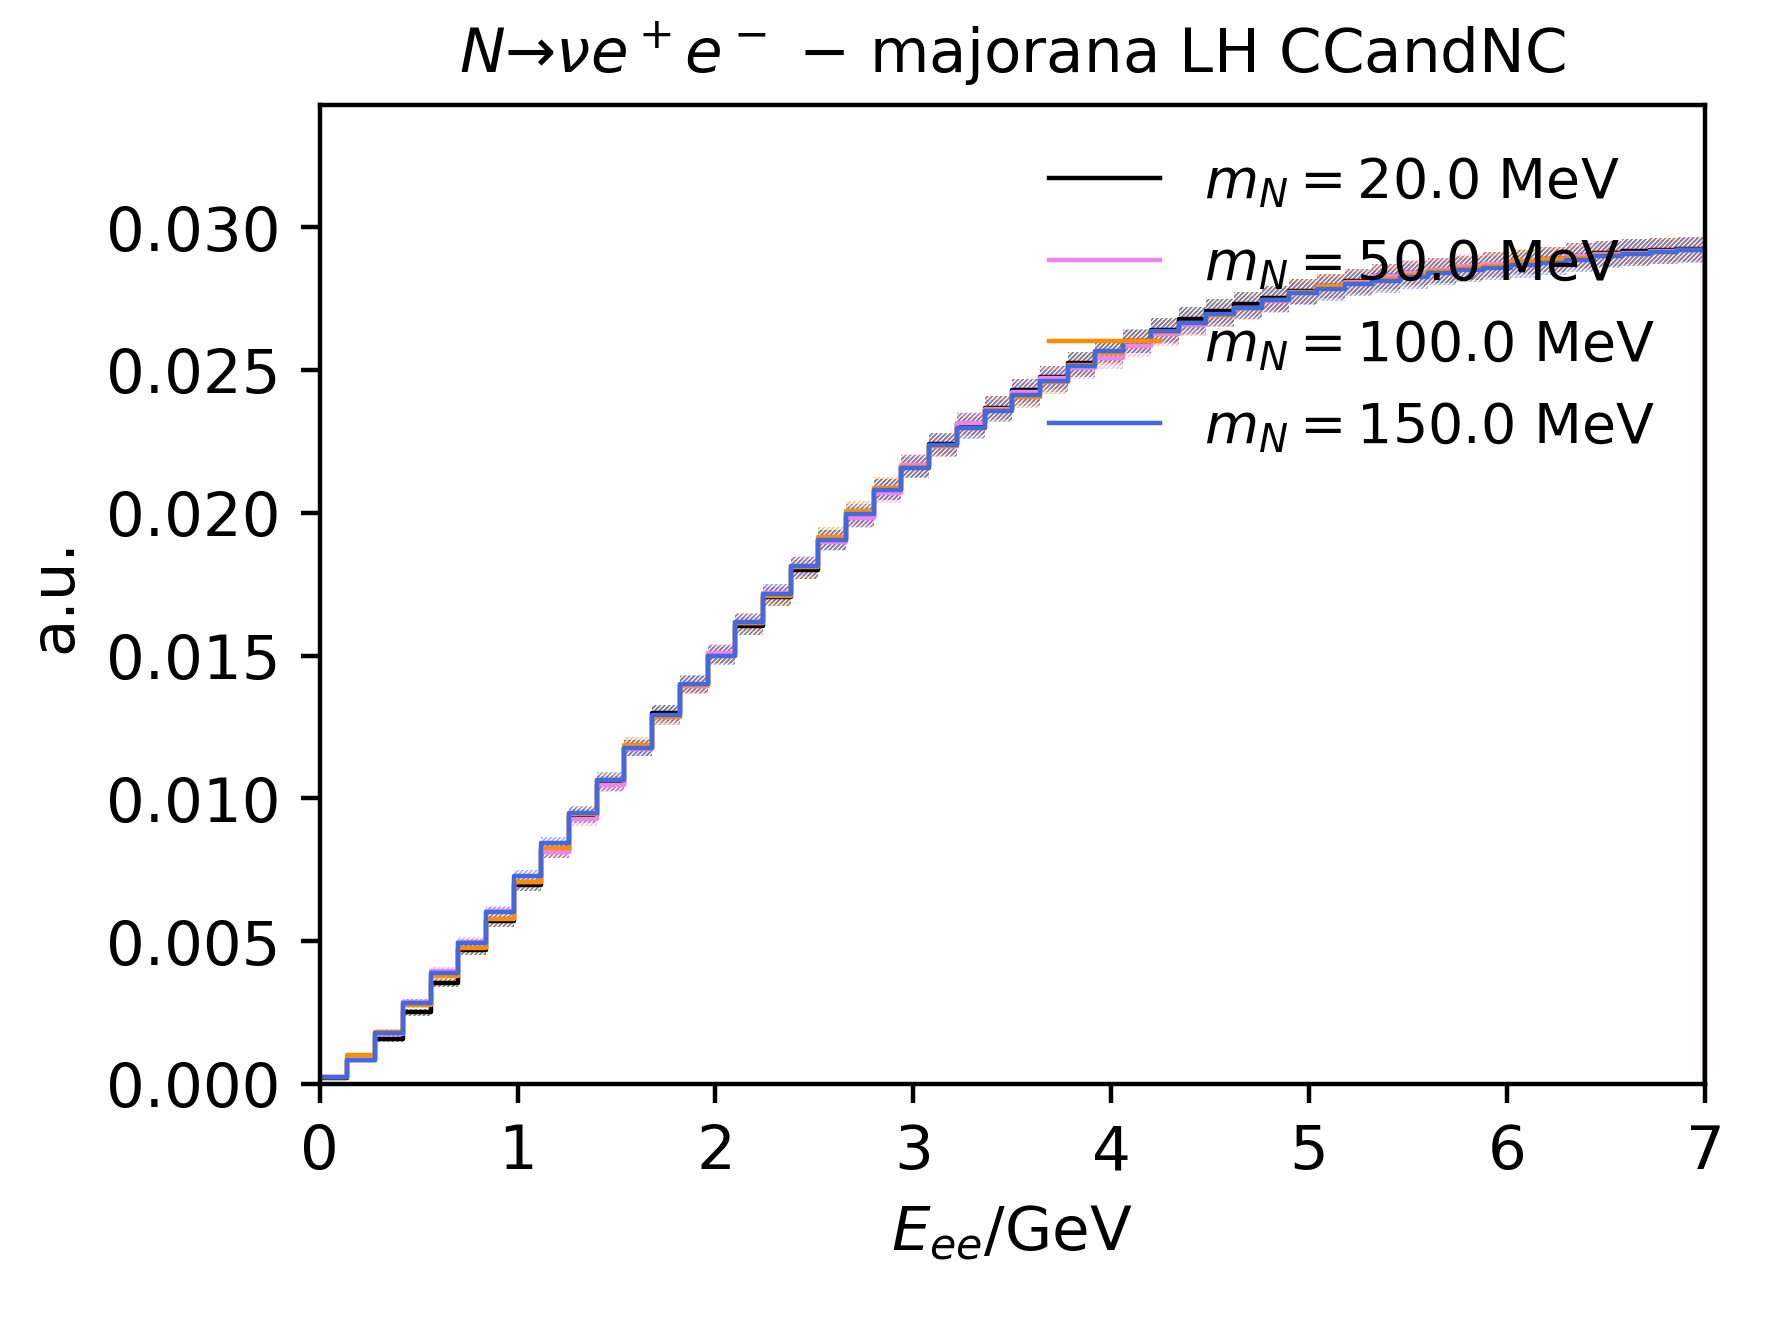 N→νe⁺e⁻ − majorana LH CCandNC
m_N = 20.0 MeV
m_N = 50.0 MeV
m_N = 100.0 MeV
m_N = 150.0 MeV
0.030
0.025
0.020
0.015
0.010
0.005
0.000
a.u.
0 1 2 3 4 5 6 7
E_ee/GeV